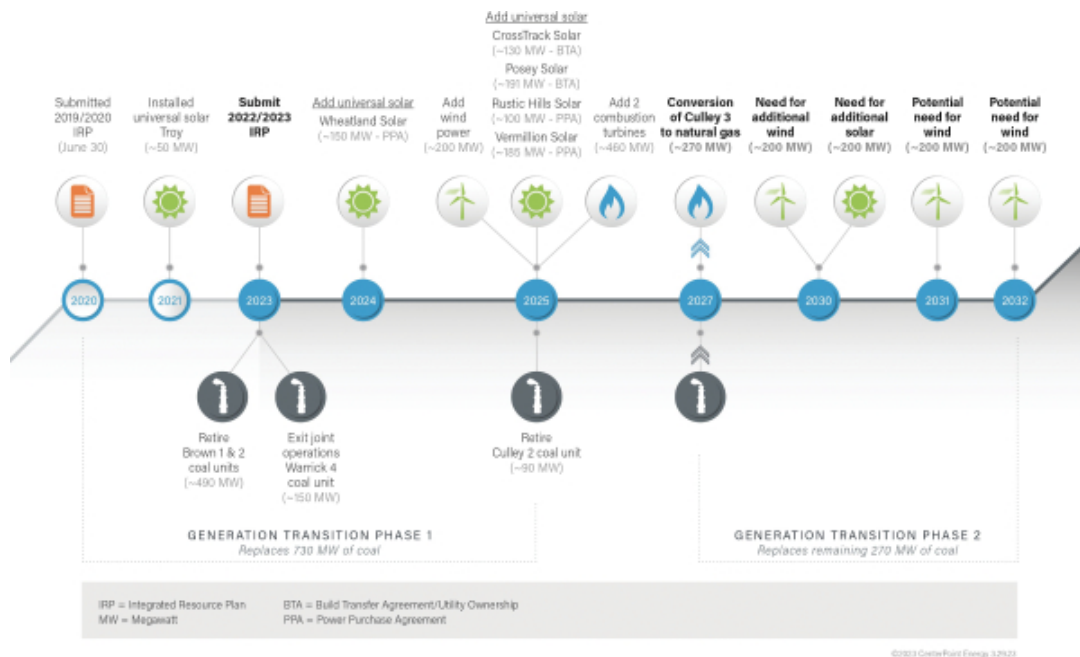 Submitted
2019/2020
IRP
(June 30)
Installed
universal solar
Troy
(~50 MW)
Submit
2022/2023
IRP
Add universal solar
Wheatland Solar
(~150 MW - PPA)
Add
wind
power
(~200 MW)
Add universal solar
CrossTrack Solar
(~130 MW - BTA)
Posey Solar
(~191 MW - BTA)
Rustic Hills Solar
(~100 MW - PPA)
Vermillion Solar
(~185 MW - PPA)
Add 2
combustion
turbines
(~460 MW)
Conversion
of Culley 3
to natural gas
(~270 MW)
Need for
additional
wind
(~200 MW)
Need for
additional
solar
(~200 MW)
Potential
need for
wind
(~200 MW)
Potential
need for
wind
(~200 MW)
2020
2021
2023
2024
2025
2027
2030
2031
2032
Retire
Brown 1 & 2
coal units
(~490 MW)
Exit joint
operations
Warrick 4
coal unit
(~150 MW)
Retire
Culley 2 coal unit
(~90 MW)
GENERATION TRANSITION PHASE 1
Replaces 730 MW of coal
GENERATION TRANSITION PHASE 2
Replaces remaining 270 MW of coal
IRP = Integrated Resource Plan
MW = Megawatt
BTA = Build Transfer Agreement/Utility Ownership
PPA = Power Purchase Agreement
©2023 CenterPoint Energy